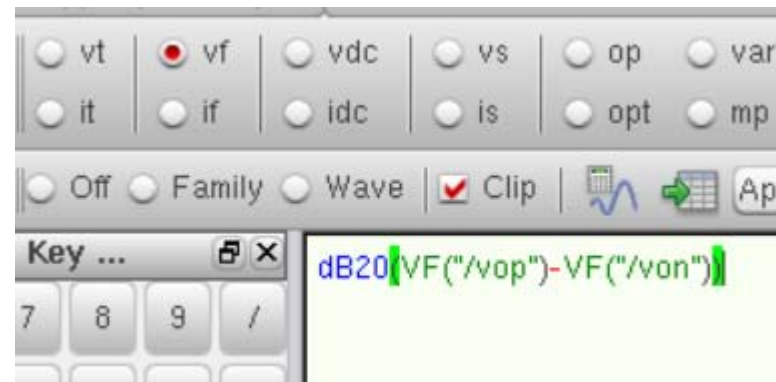 vt vf vdc vs op var
it if idc is opt mp
Off Family Wave Clip Ap
Key ...
dB20(VF("/vop")-VF("/von"))
7 8 9 /